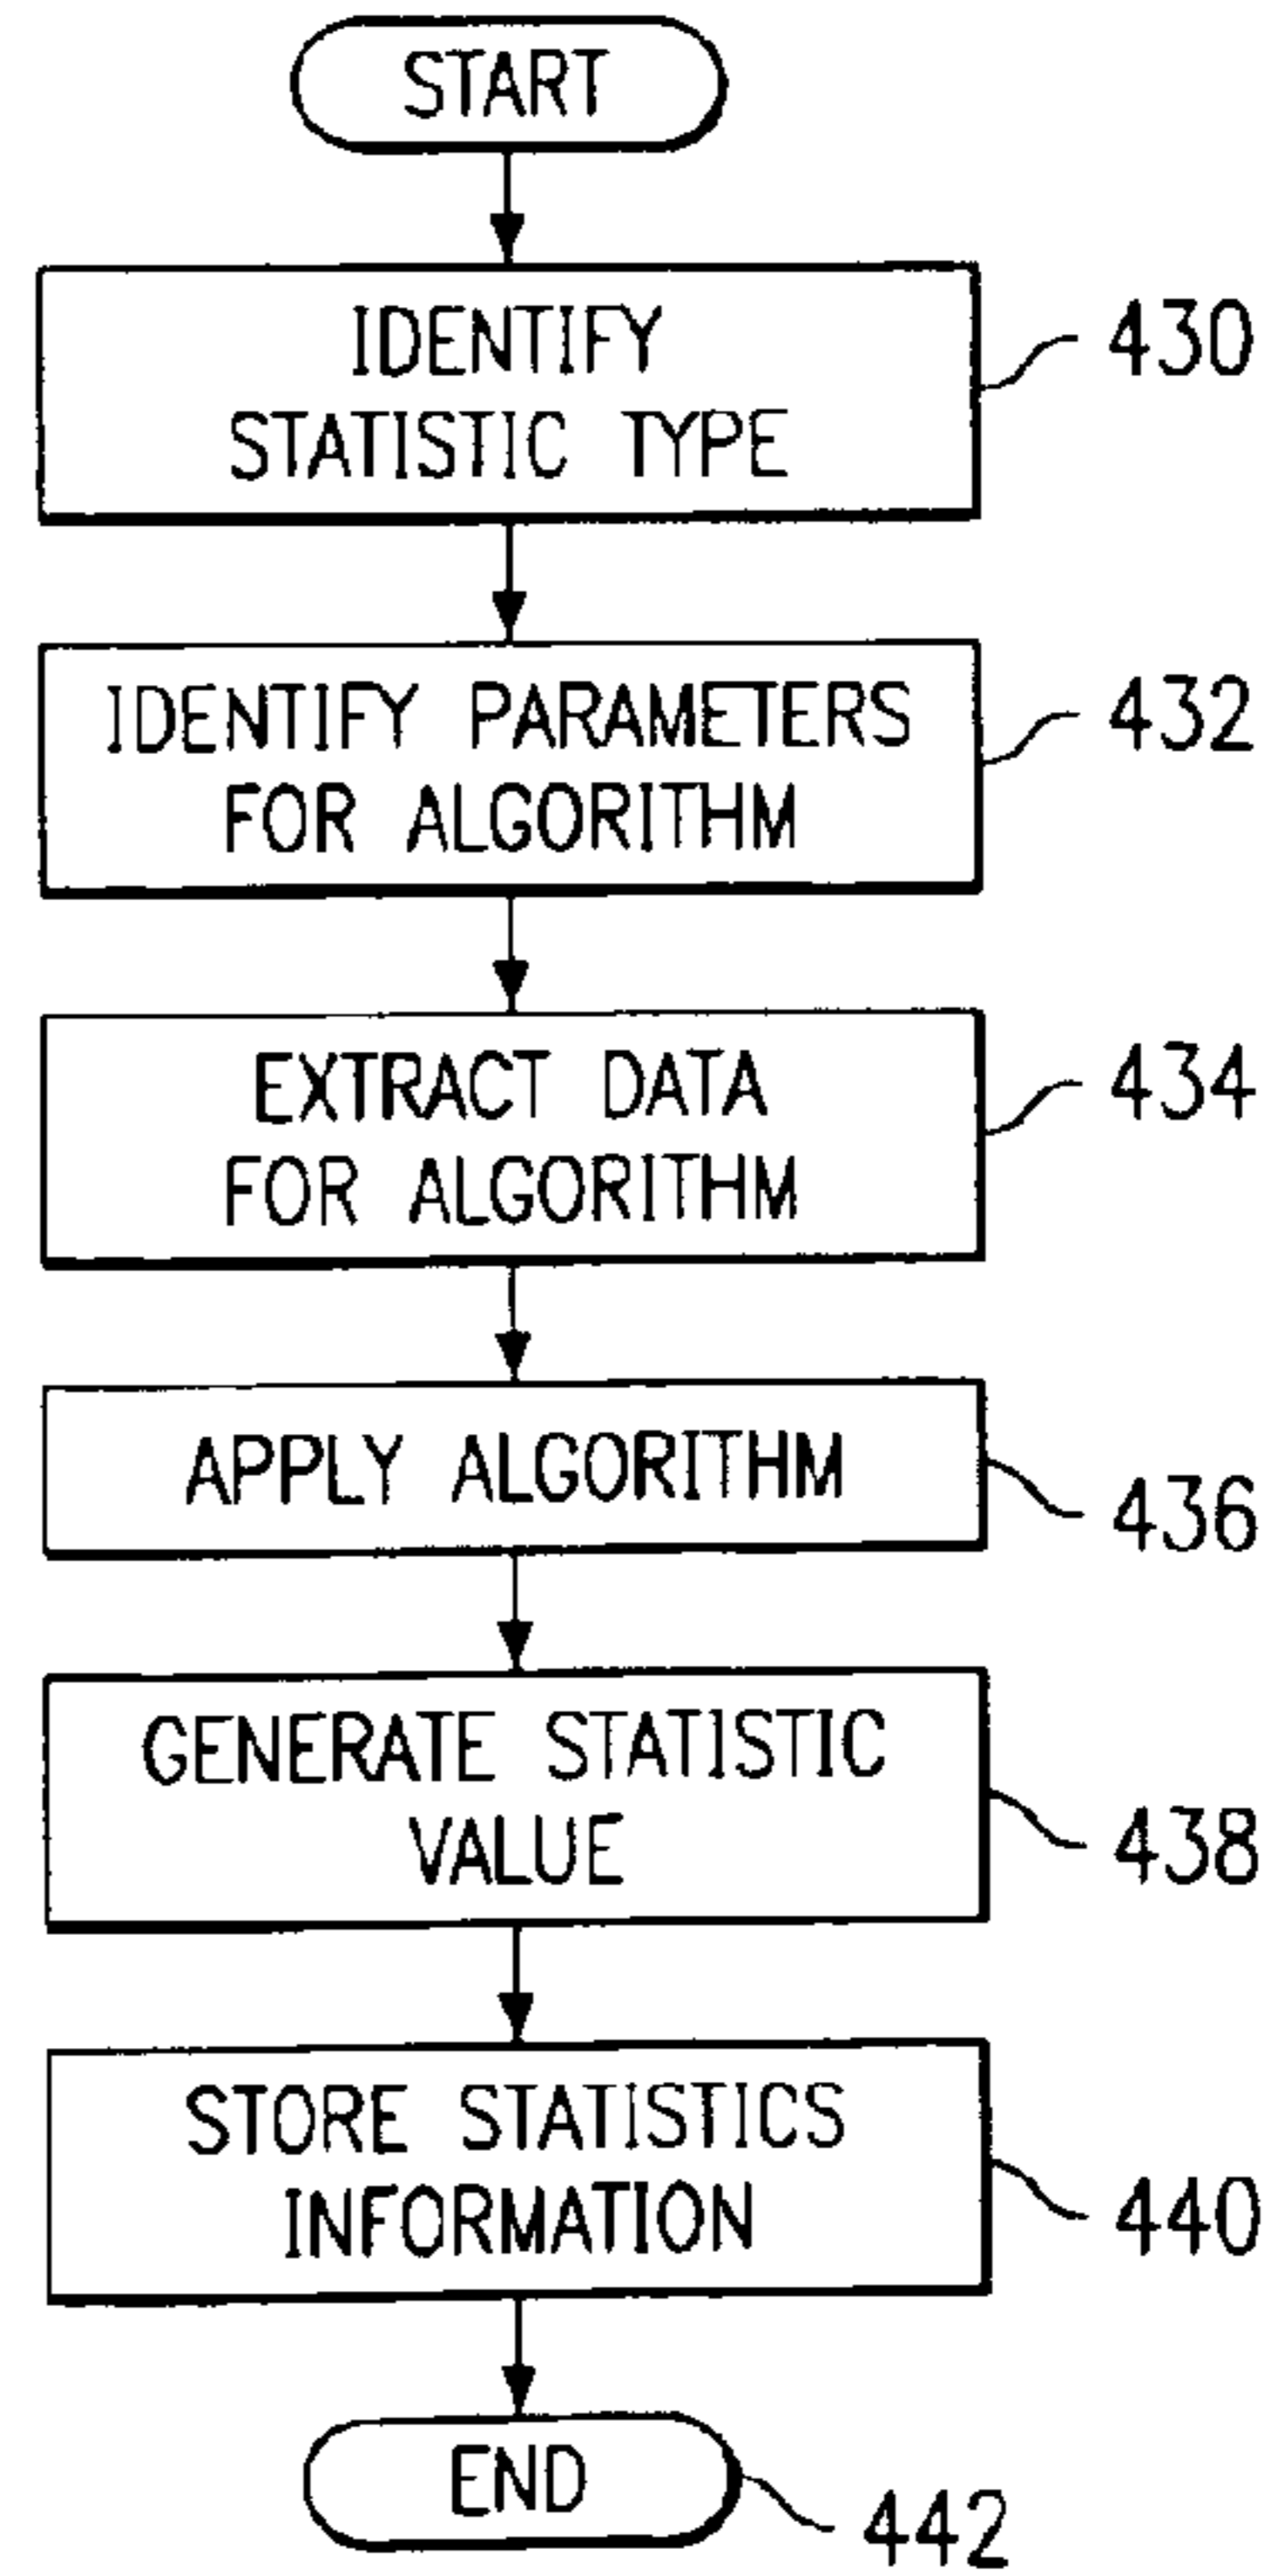 START
IDENTIFY
STATISTIC TYPE
430
IDENTIFY PARAMETERS
FOR ALGORITHM
432
EXTRACT DATA
FOR ALGORITHM
434
APPLY ALGORITHM
436
GENERATE STATISTIC
VALUE
438
STORE STATISTICS
INFORMATION
440
END
442